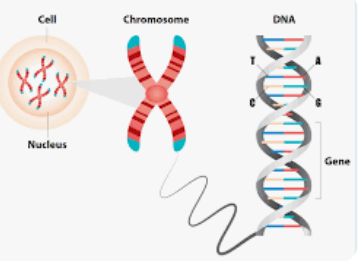 Cell
Chromosome
DNA
T
A
C
G
Nucleus
Gene